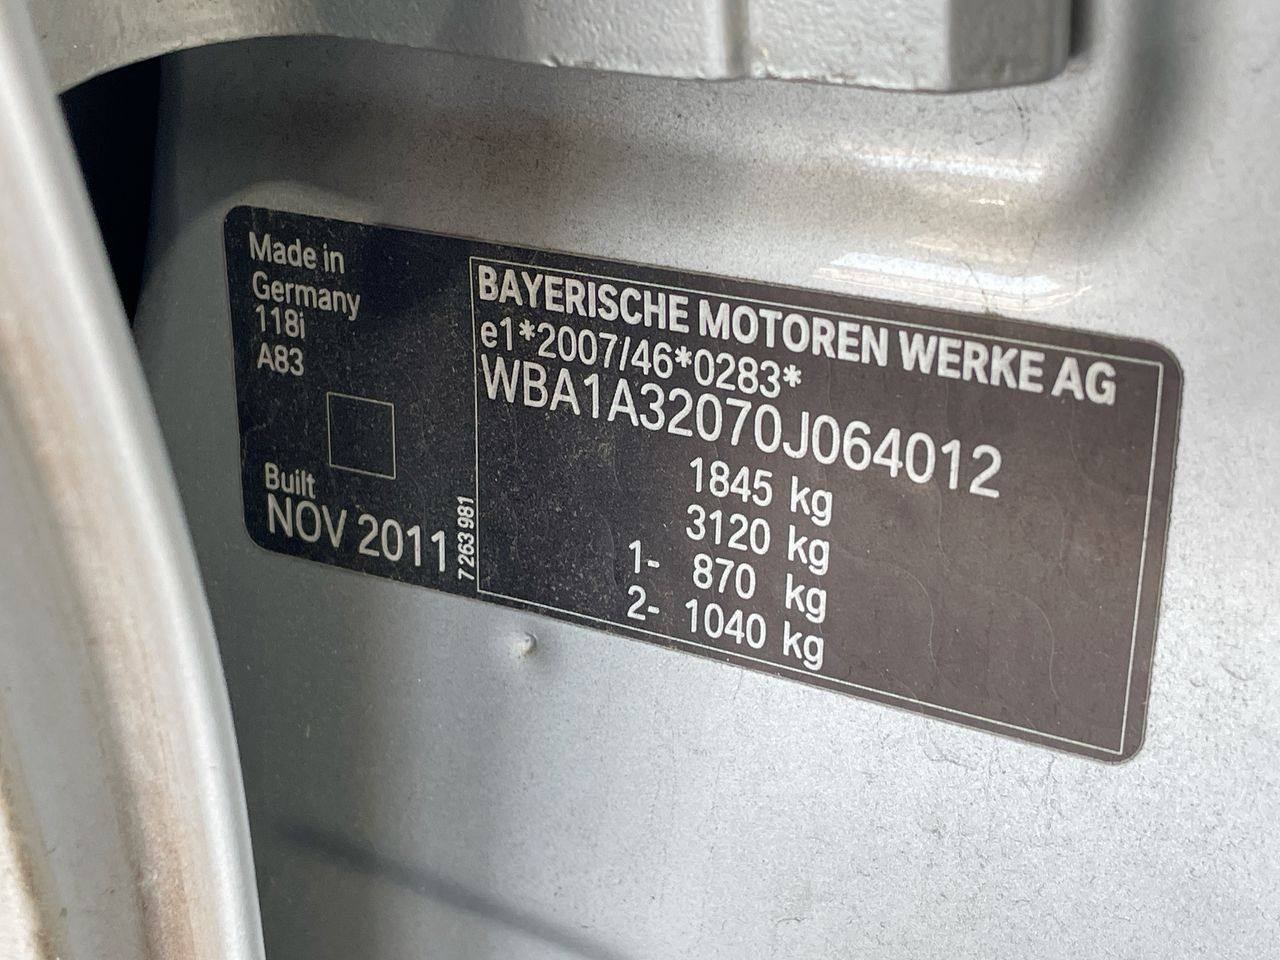 Made in
Germany
118i
A83
Built
NOV 2011
7 263 981
BAYERISCHE MOTOREN WERKE AG
e1*2007/46*0283*
WBA1A32070J064012
1845 kg
3120 kg
1- 870 kg
2- 1040 kg